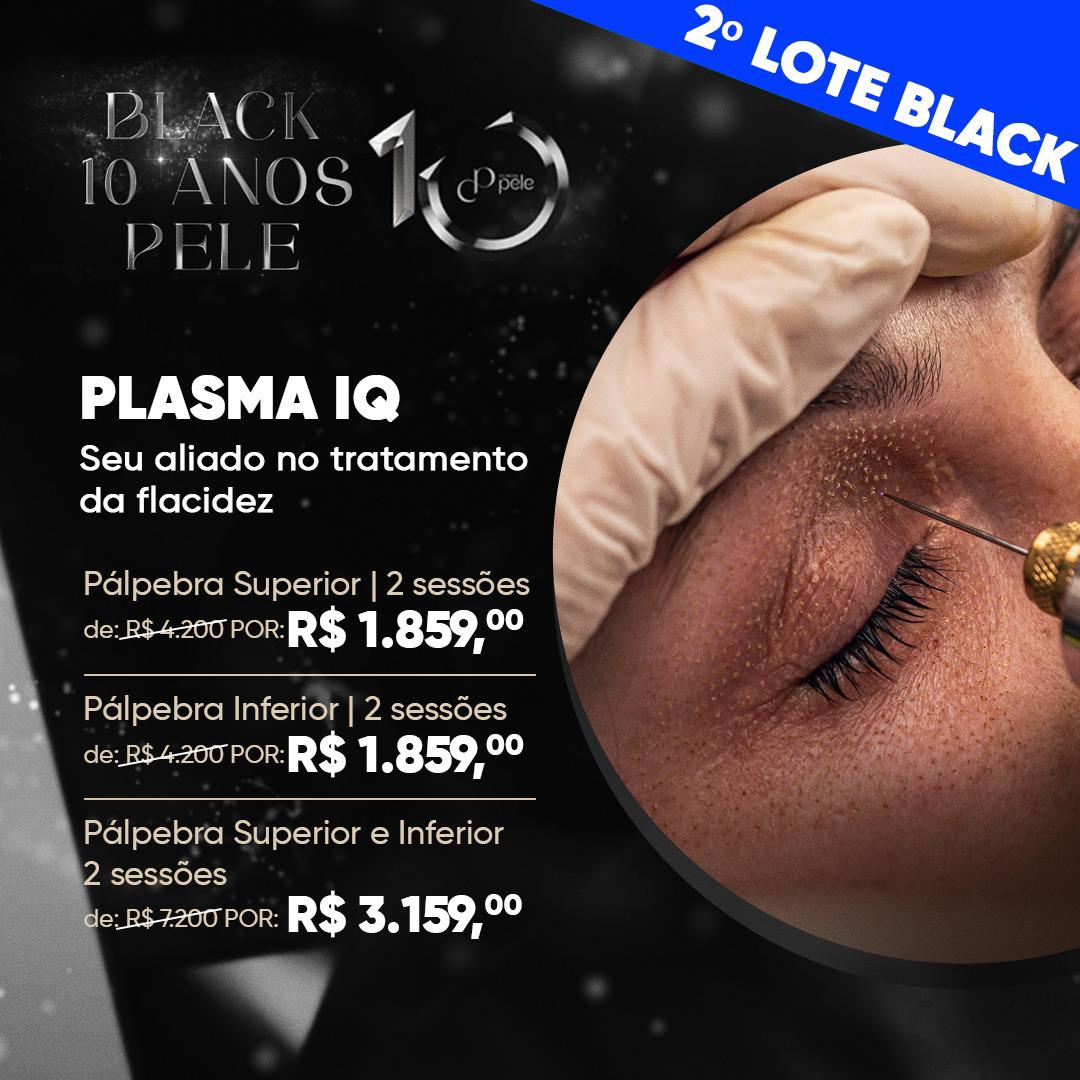 2º LOTE BLACK
BLACK
10 ANOS
PELE
10
pele
PLASMA IQ
Seu aliado no tratamento
da flacidez
Pálpebra Superior | 2 sessões
de: R$ 4.200 POR: R$ 1.859,00
Pálpebra Inferior | 2 sessões
de: R$ 4.200 POR: R$ 1.859,00
Pálpebra Superior e Inferior
2 sessões
de: R$ 7.200 POR: R$ 3.159,00